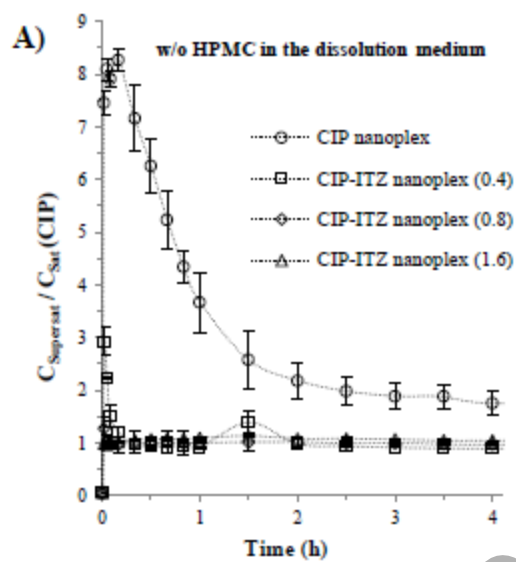 A)
w/o HPMC in the dissolution medium
CIP nanoplex
CIP-ITZ nanoplex (0.4)
CIP-ITZ nanoplex (0.8)
CIP-ITZ nanoplex (1.6)
C_Supersat / C_Sat (CIP)
9
8
7
6
5
4
3
2
1
0
0 1 2 3 4
Time (h)